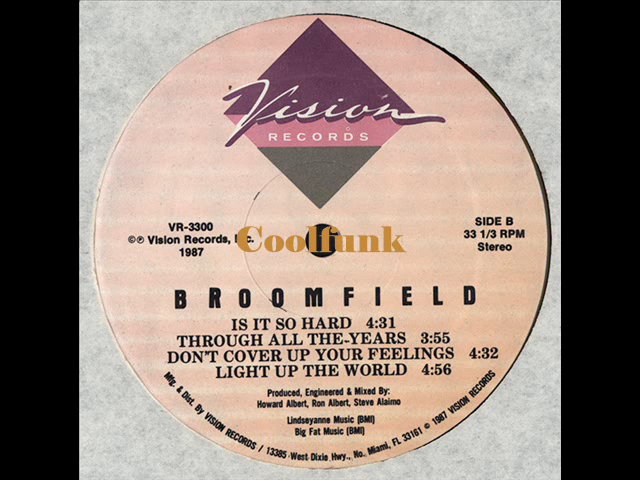 Vision
RECORDS
VR-3300
©℗ Vision Records, Inc.
1987
SIDE B
33 1/3 RPM
Stereo
Coolfunk
BROOMFIELD
IS IT SO HARD 4:31
THROUGH ALL THE-YEARS 3:55
DON'T COVER UP YOUR FEELINGS 4:32
LIGHT UP THE WORLD 4:56
Produced, Engineered & Mixed By:
Howard Albert, Ron Albert, Steve Alaimo
Lindseyanne Music (BMI)
Big Fat Music (BMI)
Mfg. & Dist. By VISION RECORDS / 13385 West Dixie Hwy., No. Miami, FL 33161 © 1987 VISION RECORDS